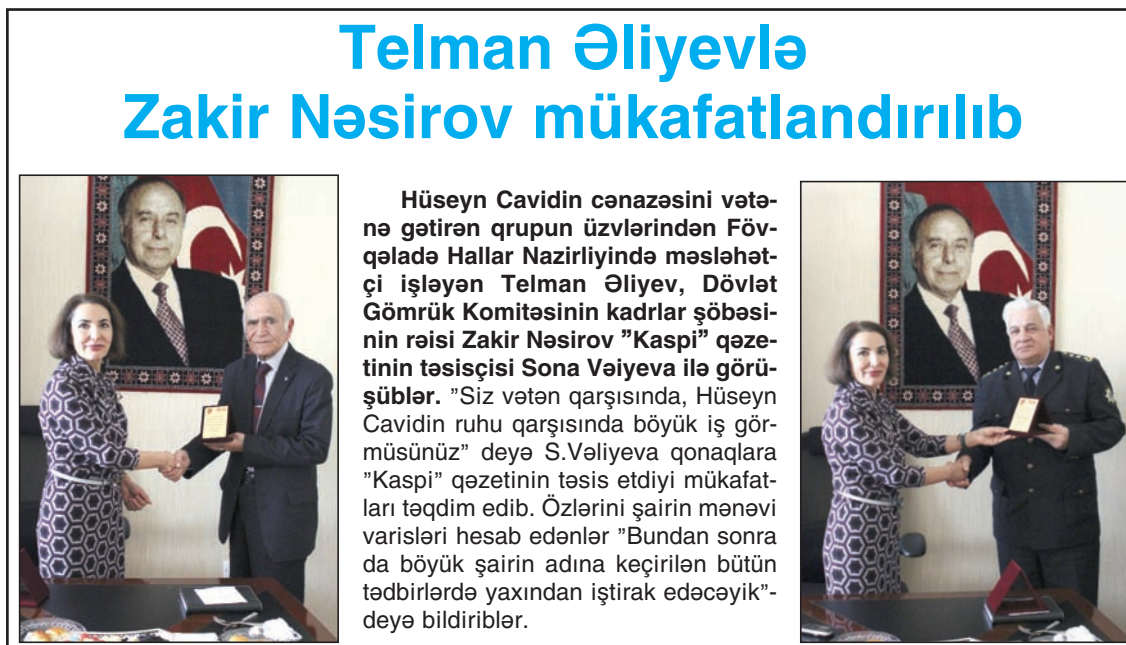 Telman Əliyevlə
Zakir Nəsirov mükafatlandırılıb
Hüseyn Cavidin cənazəsini vətə-
nə gətirən qrupun üzvlərindən Föv-
qəladə Hallar Nazirliyində məsləhət-
çi işləyən Telman Əliyev, Dövlət
Gömrük Komitəsinin kadrlar şöbəsi-
nin rəisi Zakir Nəsirov ”Kaspi” qəze-
tinin təsisçisi Sona Vəiyeva ilə görü-
şüblər. ”Siz vətən qarşısında, Hüseyn
Cavidin ruhu qarşısında böyük iş gör-
müsünüz” deyə S.Vəliyeva qonaqlara
”Kaspi” qəzetinin təsis etdiyi mükafat-
ları təqdim edib. Özlərini şairin mənəvi
varisləri hesab edənlər ”Bundan sonra
da böyük şairin adına keçirilən bütün
tədbirlərdə yaxından iştirak edəcəyik”-
deyə bildiriblər.